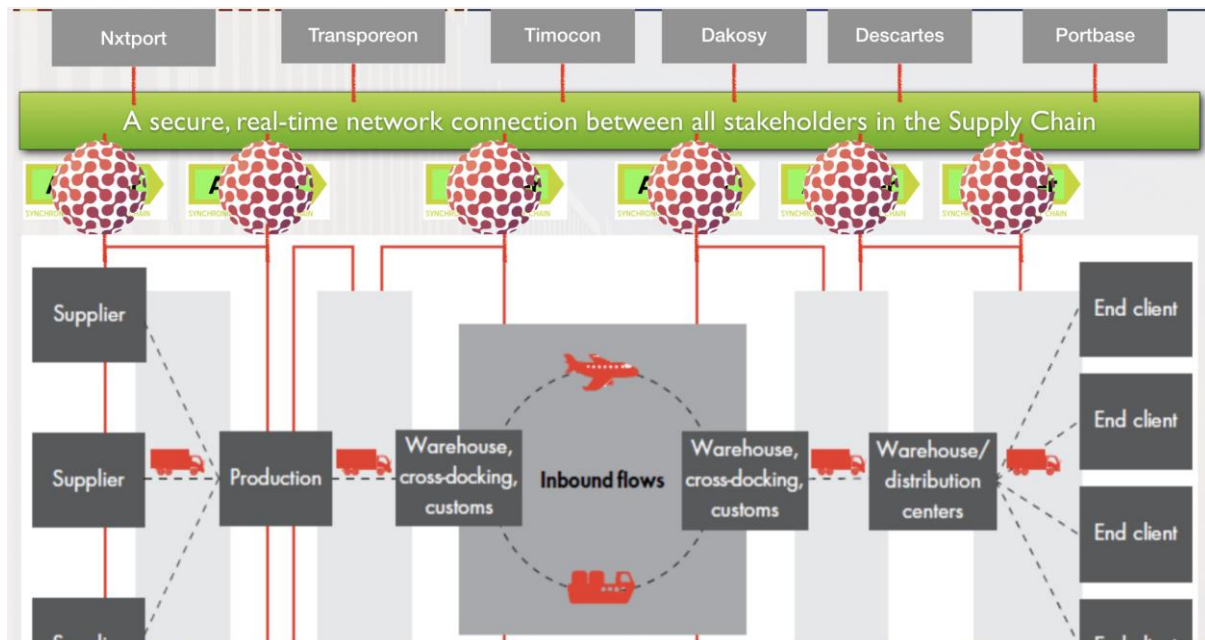 Nxtport
Transporeon
Timocon
Dakosy
Descartes
Portbase
A secure, real-time network connection between all stakeholders in the Supply Chain
Supplier
End client
Supplier
Production
Warehouse,
cross-docking,
customs
Inbound flows
Warehouse,
cross-docking,
customs
Warehouse/
distribution
centers
End client
End client
End client